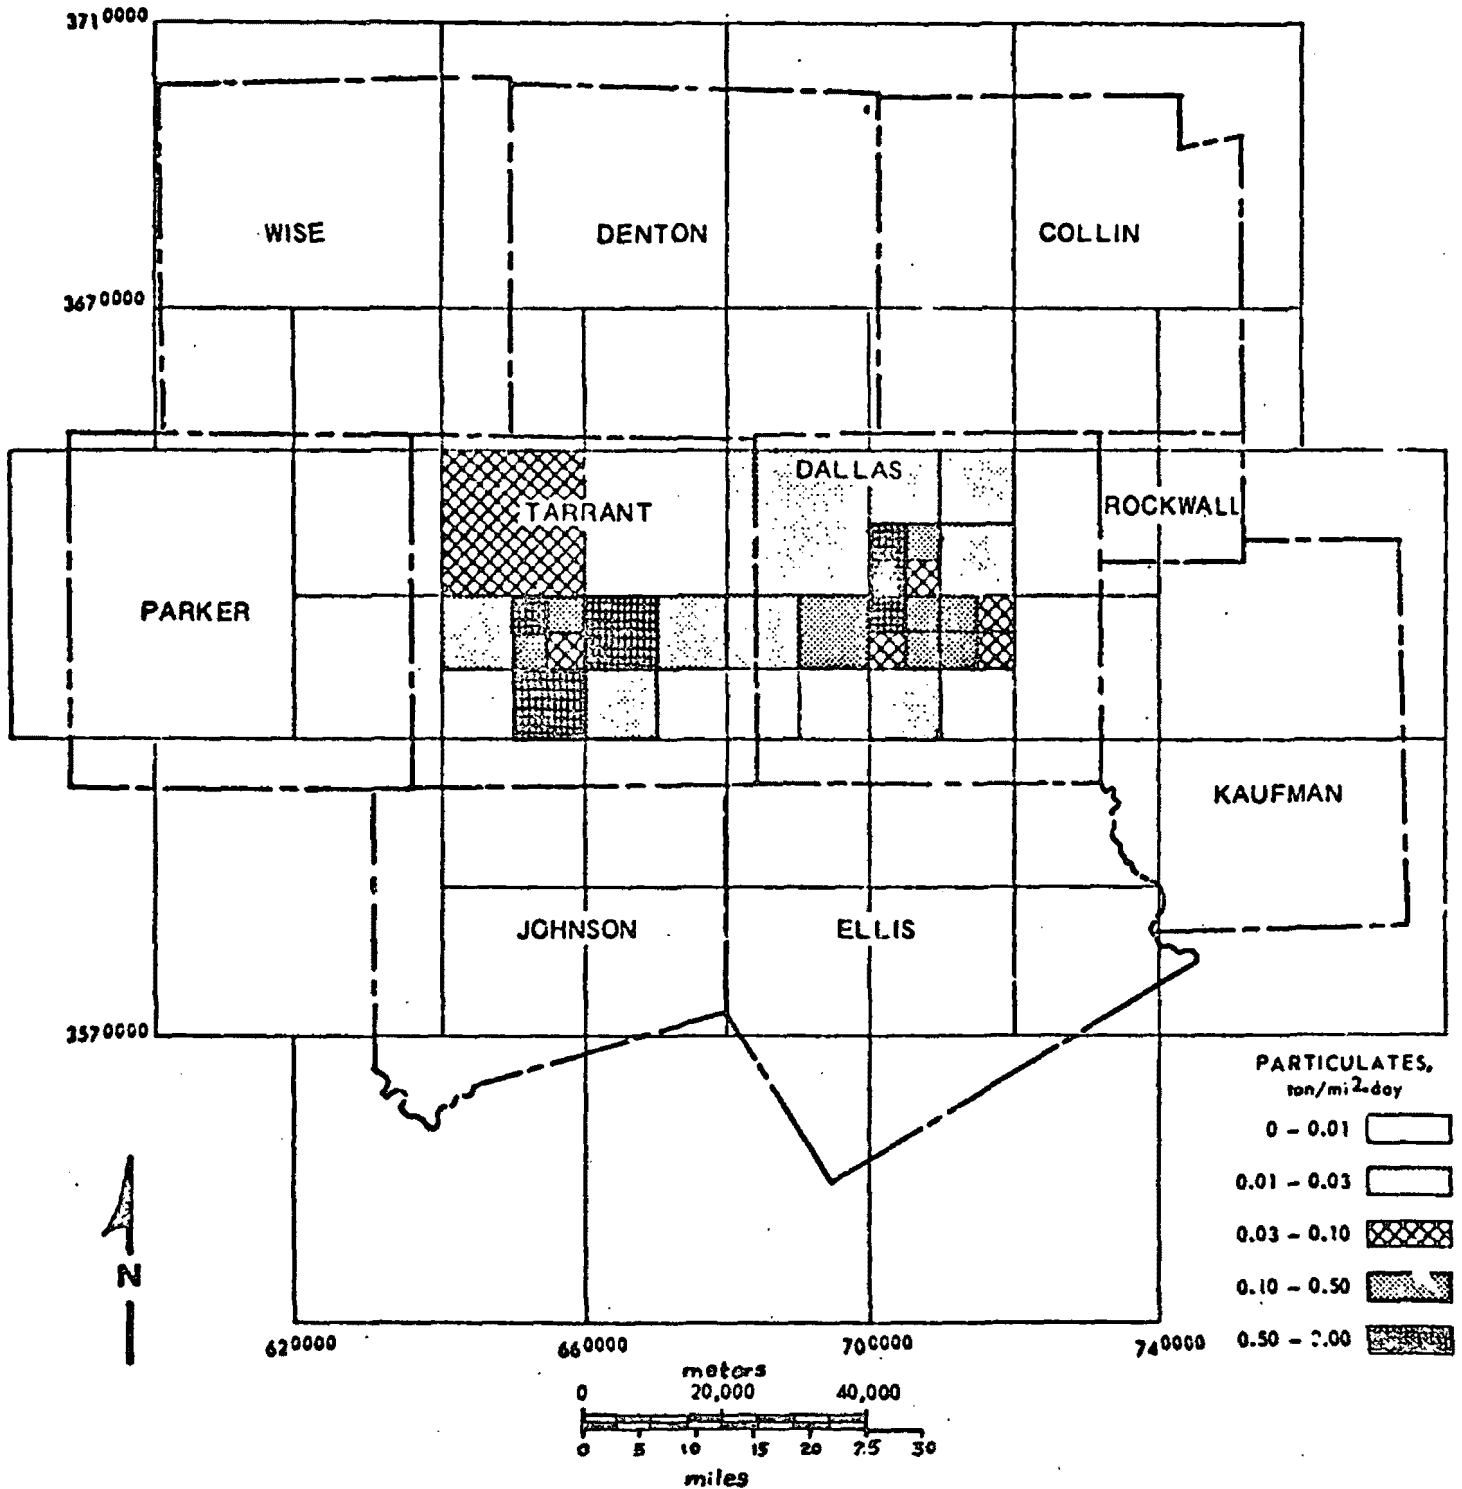 3710000
WISE
DENTON
COLLIN
3670000
DALLAS
TARRANT
ROCKWALL
PARKER
KAUFMAN
JOHNSON
ELLIS
3570000
PARTICULATES,
ton/mi2-day
0 - 0.01
0.01 - 0.03
0.03 - 0.10
0.10 - 0.50
0.50 -
N
620000 660000 700000 740000
meters
0 20,000 40,000
0 5 10 15 20 25 30
miles